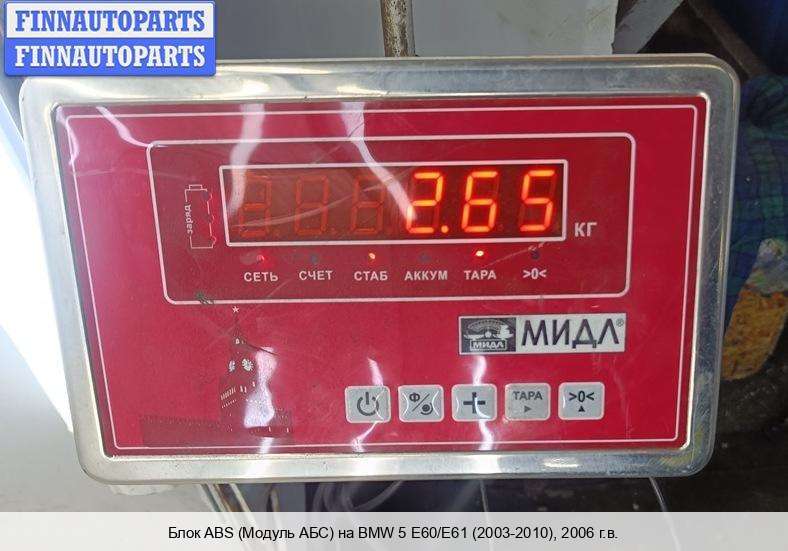 FINNAUTOPARTS
FINNAUTOPARTS
заряд
2.65
КГ
СЕТЬ СЧЕТ СТАБ АККУМ ТАРА >0<
МИДЛ МИДЛ®
Ф/ ТАРА >0<
Блок ABS (Модуль АБС) на BMW 5 E60/E61 (2003-2010), 2006 г.в.